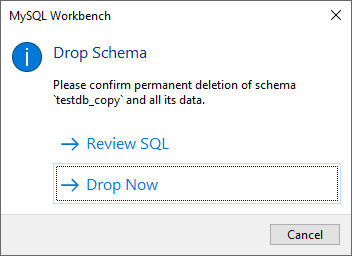 MySQL Workbench
Drop Schema
Please confirm permanent deletion of schema
`testdb_copy` and all its data.
Review SQL
Drop Now
Cancel